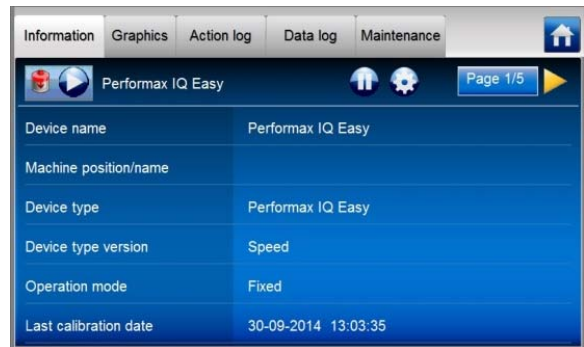 Information Graphics Action log Data log Maintenance
Performax IQ Easy Page 1/5
Device name Performax IQ Easy
Machine position/name
Device type Performax IQ Easy
Device type version Speed
Operation mode Fixed
Last calibration date 30-09-2014 13:03:35